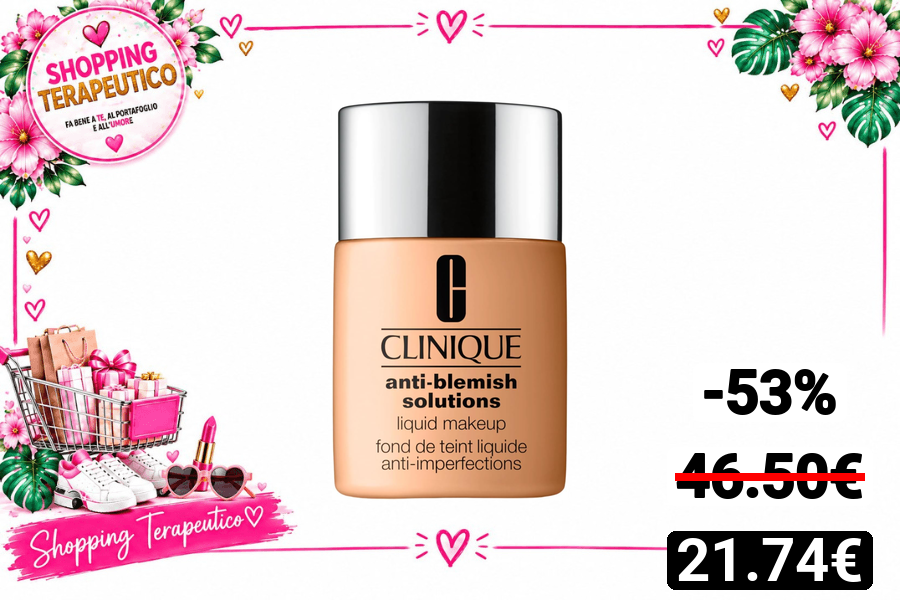 SHOPPING
TERAPEUTICO
FA BENE A TE, AL PORTAFOGLIO
E ALL'UMORE
CLINIQUE
anti-blemish
solutions
liquid makeup
fond de teint liquide
anti-imperfections
-53%
46.50€
21.74€
Shopping Terapeutico